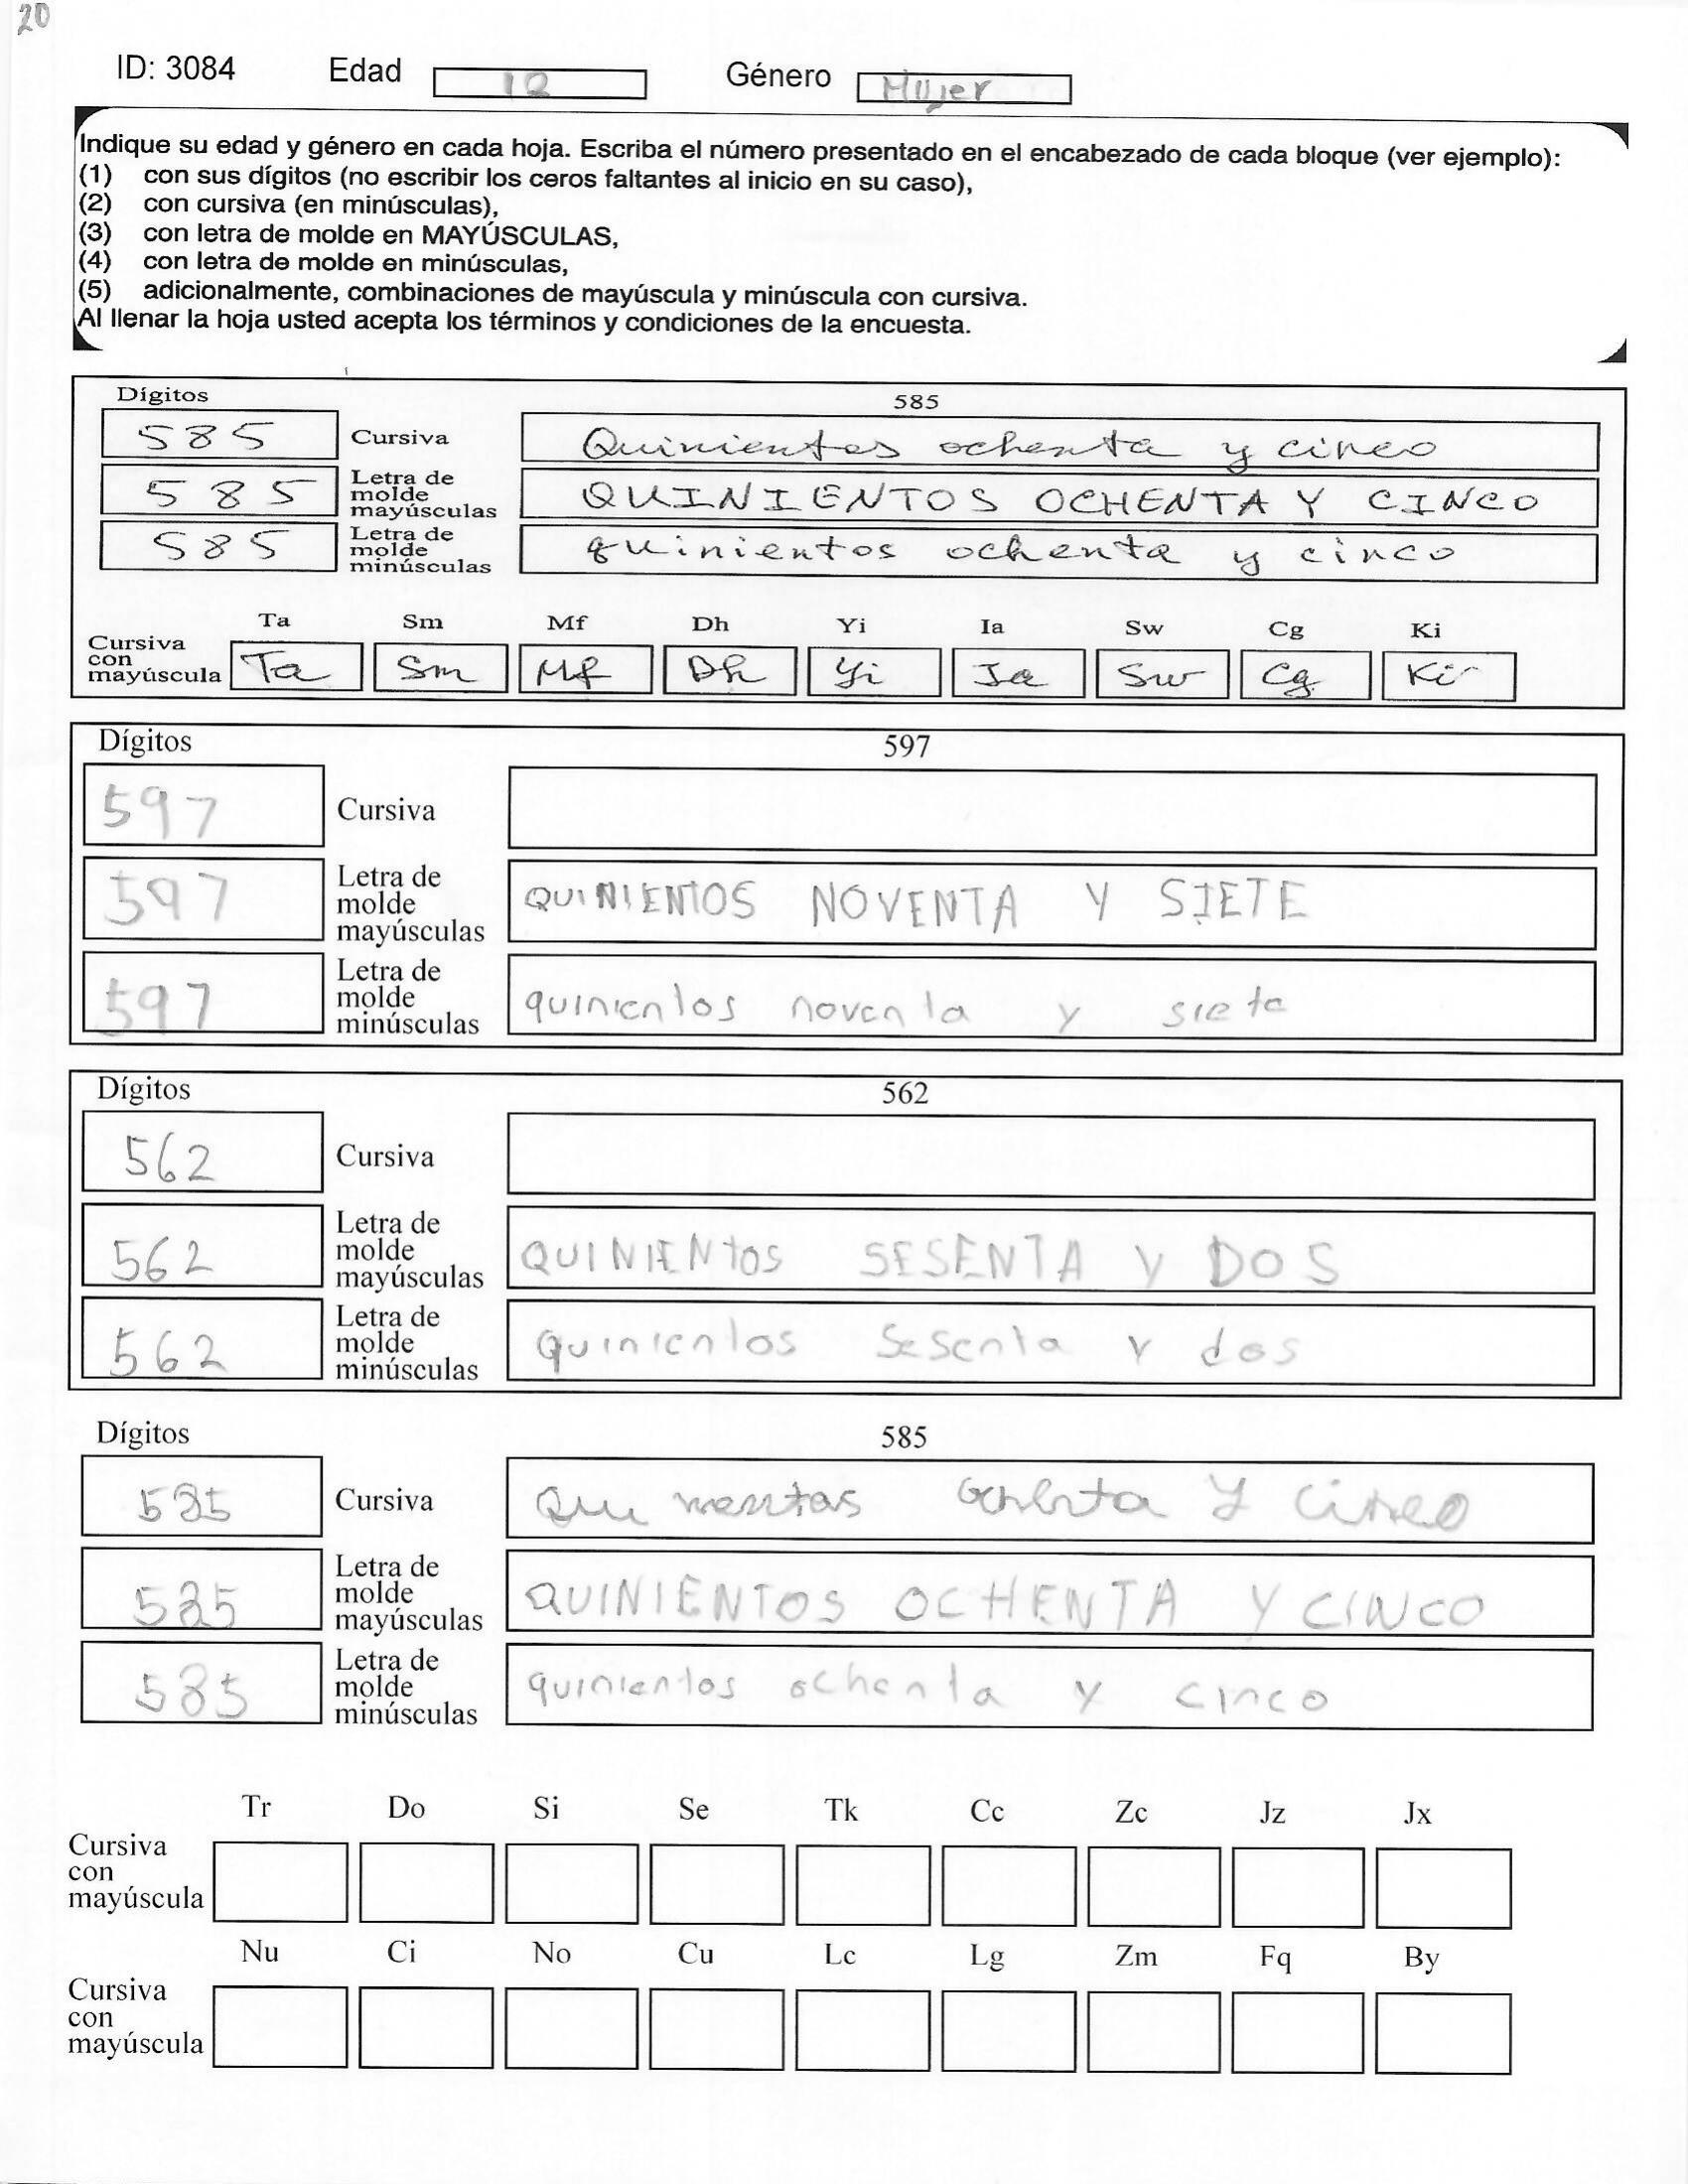 20
ID: 3084 Edad 12 Género Mujer
Indique su edad y género en cada hoja. Escriba el número presentado en el encabezado de cada bloque (ver ejemplo):
(1) con sus dígitos (no escribir los ceros faltantes al inicio en su caso),
(2) con cursiva (en minúsculas),
(3) con letra de molde en MAYÚSCULAS,
(4) con letra de molde en minúsculas,
(5) adicionalmente, combinaciones de mayúscula y minúscula con cursiva.
Al llenar la hoja usted acepta los términos y condiciones de la encuesta.
Dígitos 585
585 Cursiva Quinientos ochenta y cinco
585 Letra de molde mayúsculas QUINIENTOS OCHENTA Y CINCO
585 Letra de molde minúsculas quinientos ochenta y cinco
Ta Sm Mf Dh Yi Ia Sw Cg Ki
Cursiva con mayúscula Ta Sm Mf Dh Yi Ia Sw Cg Ki
Dígitos 597
597 Cursiva
597 Letra de molde mayúsculas QUINIENTOS NOVENTA Y SIETE
597 Letra de molde minúsculas quinientos noventa y siete
Dígitos 562
562 Cursiva
562 Letra de molde mayúsculas QUINIENtOS SESENTA Y DOS
562 Letra de molde minúsculas Quinientos Sesenta y dos
Dígitos 585
585 Cursiva Y cinco
585 Letra de molde mayúsculas QUINIENTOS OCHENTA Y CINCO
585 Letra de molde minúsculas quinientos ochenta y cinco
Tr Do Si Se Tk Cc Zc Jz Jx
Cursiva con mayúscula
Nu Ci No Cu Lc Lg Zm Fq By
Cursiva con mayúscula